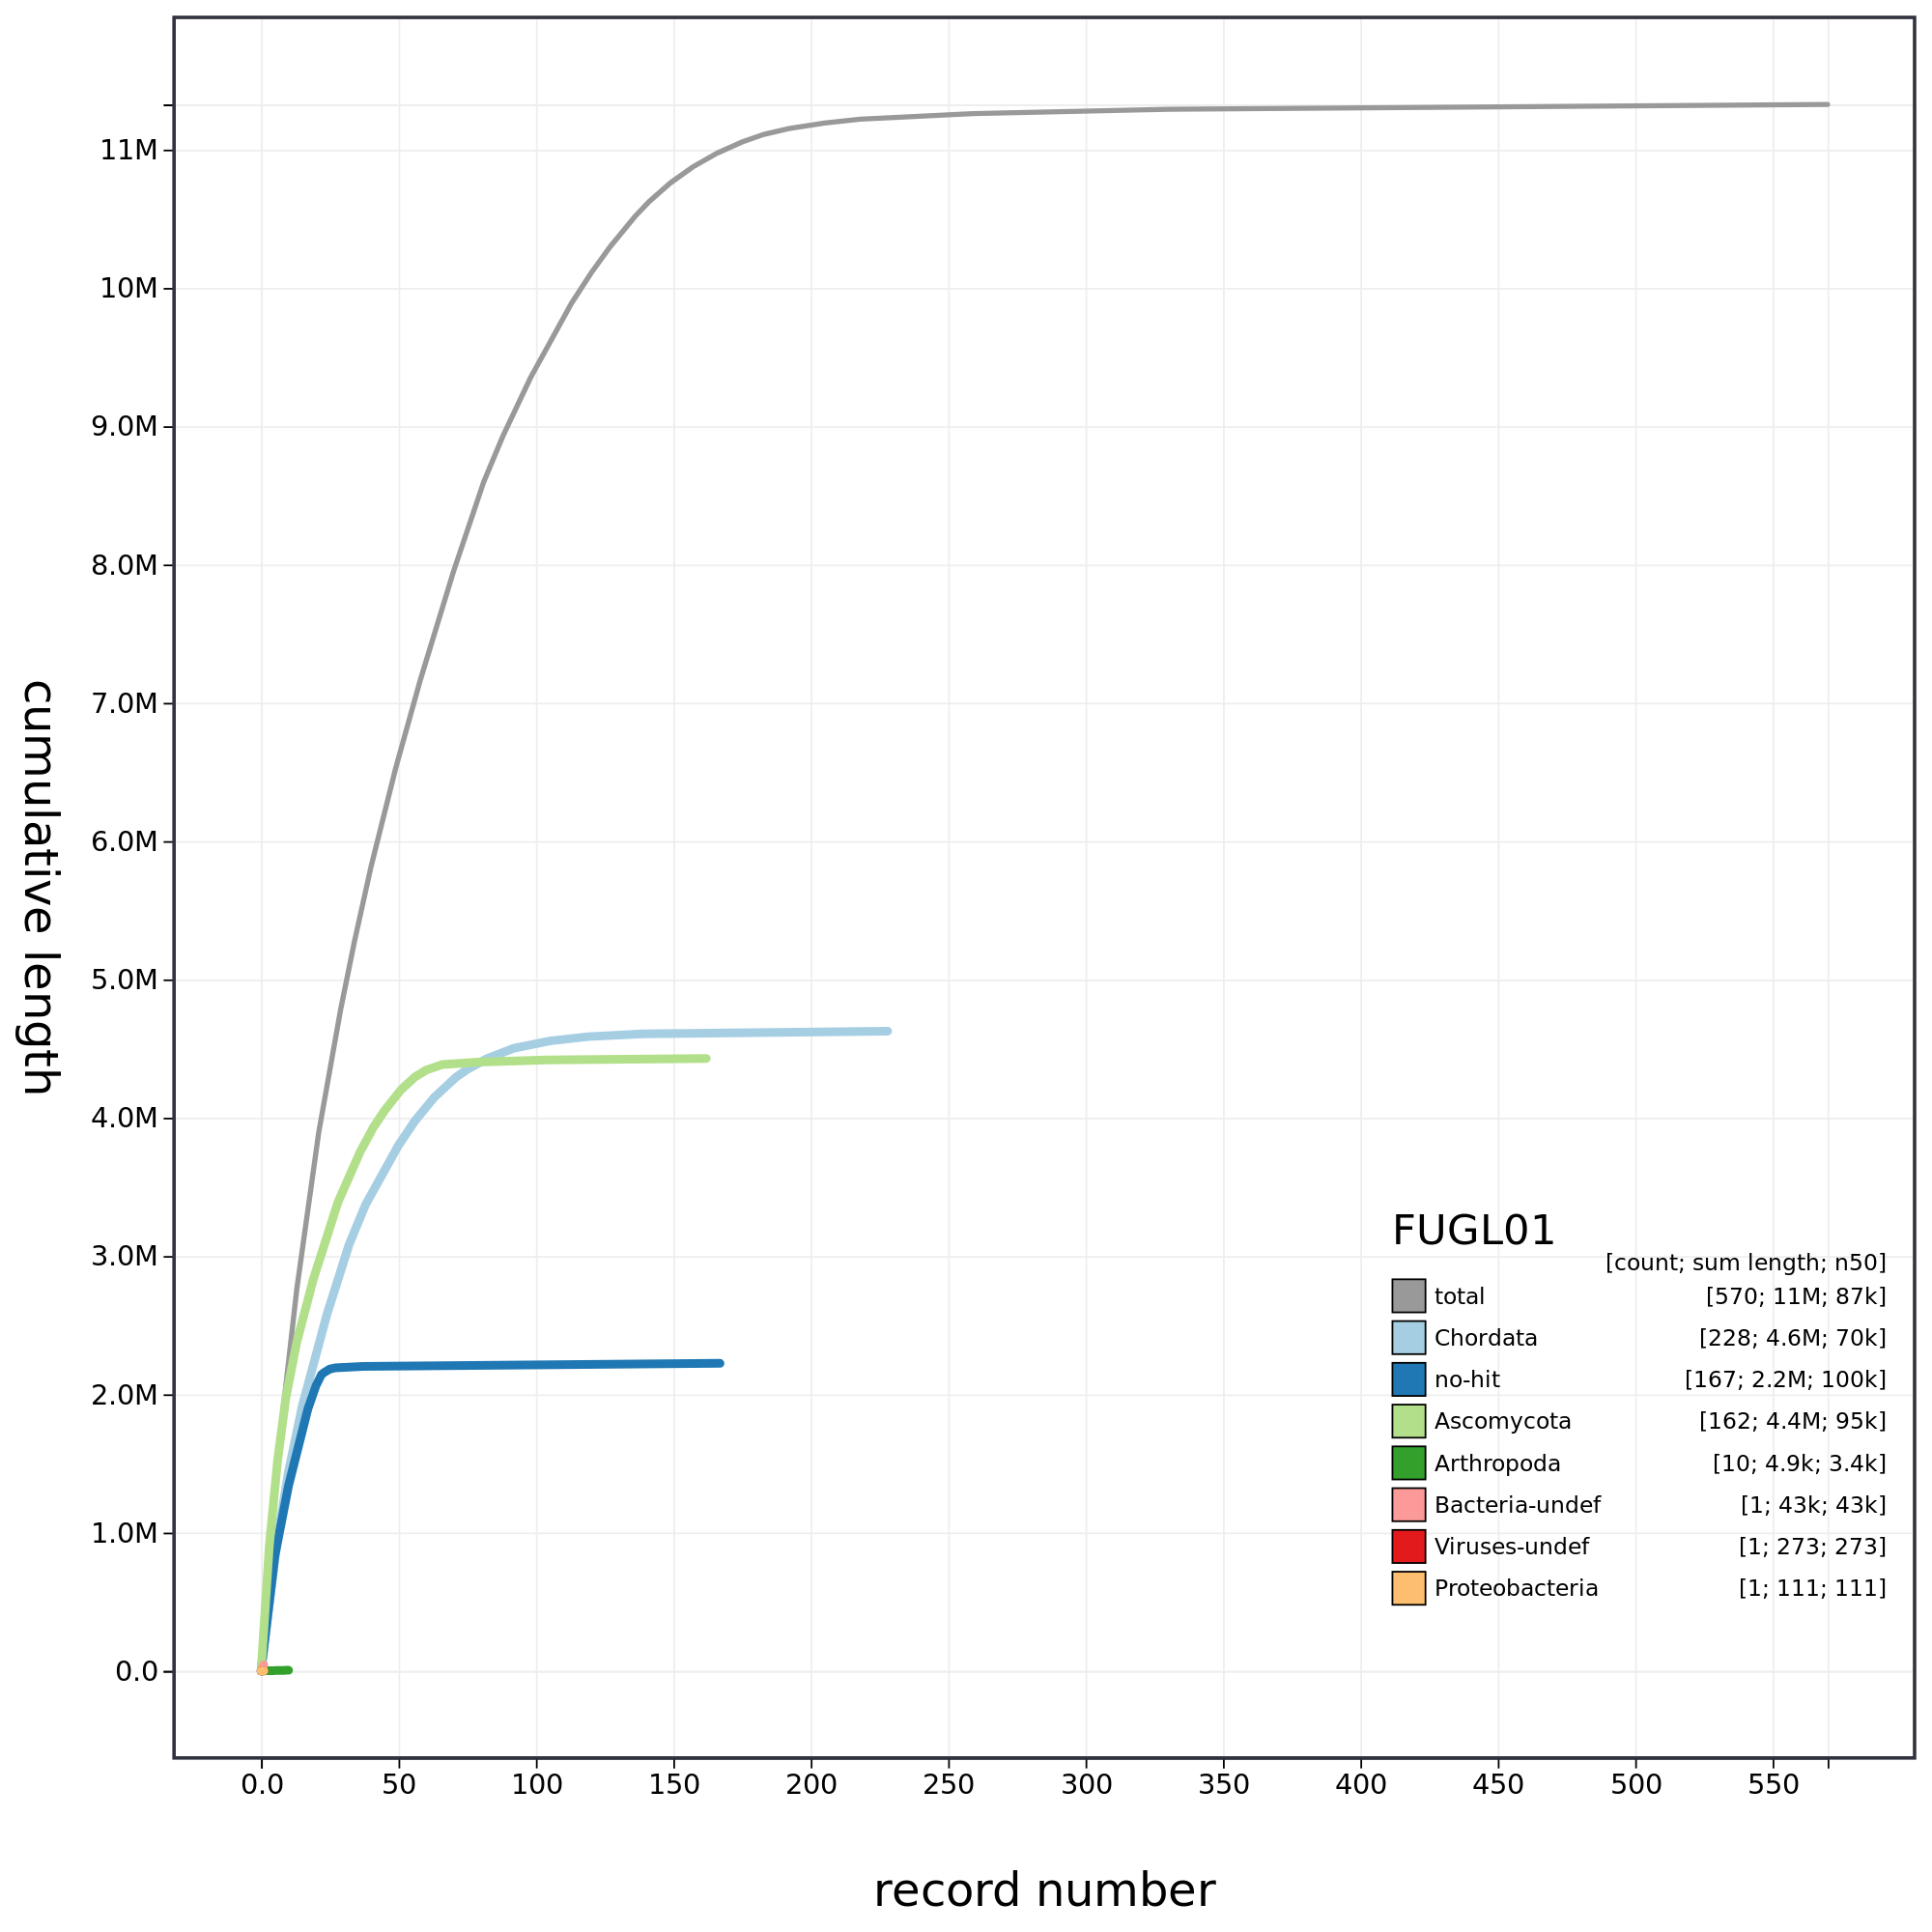 cumulative length
11M
10M
9.0M
8.0M
7.0M
6.0M
5.0M
4.0M
3.0M
2.0M
1.0M
0.0
FUGL01
[count; sum length; n50]
total [570; 11M; 87k]
Chordata [228; 4.6M; 70k]
no-hit [167; 2.2M; 100k]
Ascomycota [162; 4.4M; 95k]
Arthropoda [10; 4.9k; 3.4k]
Bacteria-undef [1; 43k; 43k]
Viruses-undef [1; 273; 273]
Proteobacteria [1; 111; 111]
0.0 50 100 150 200 250 300 350 400 450 500 550
record number